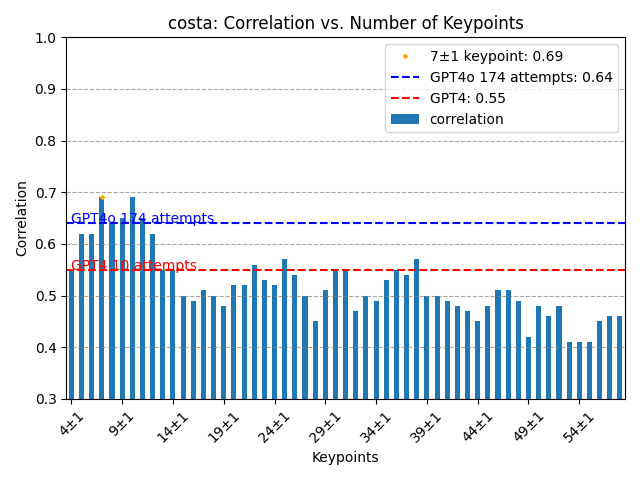 costa: Correlation vs. Number of Keypoints
1.0
0.9
0.8
0.7
0.6
0.5
0.4
0.3
Correlation
7±1 keypoint: 0.69
GPT4o 174 attempts: 0.64
GPT4: 0.55
correlation
GPT4o 174 attempts
GPT4 10 attempts
4±1 9±1 14±1 19±1 24±1 29±1 34±1 39±1 44±1 49±1 54±1
Keypoints